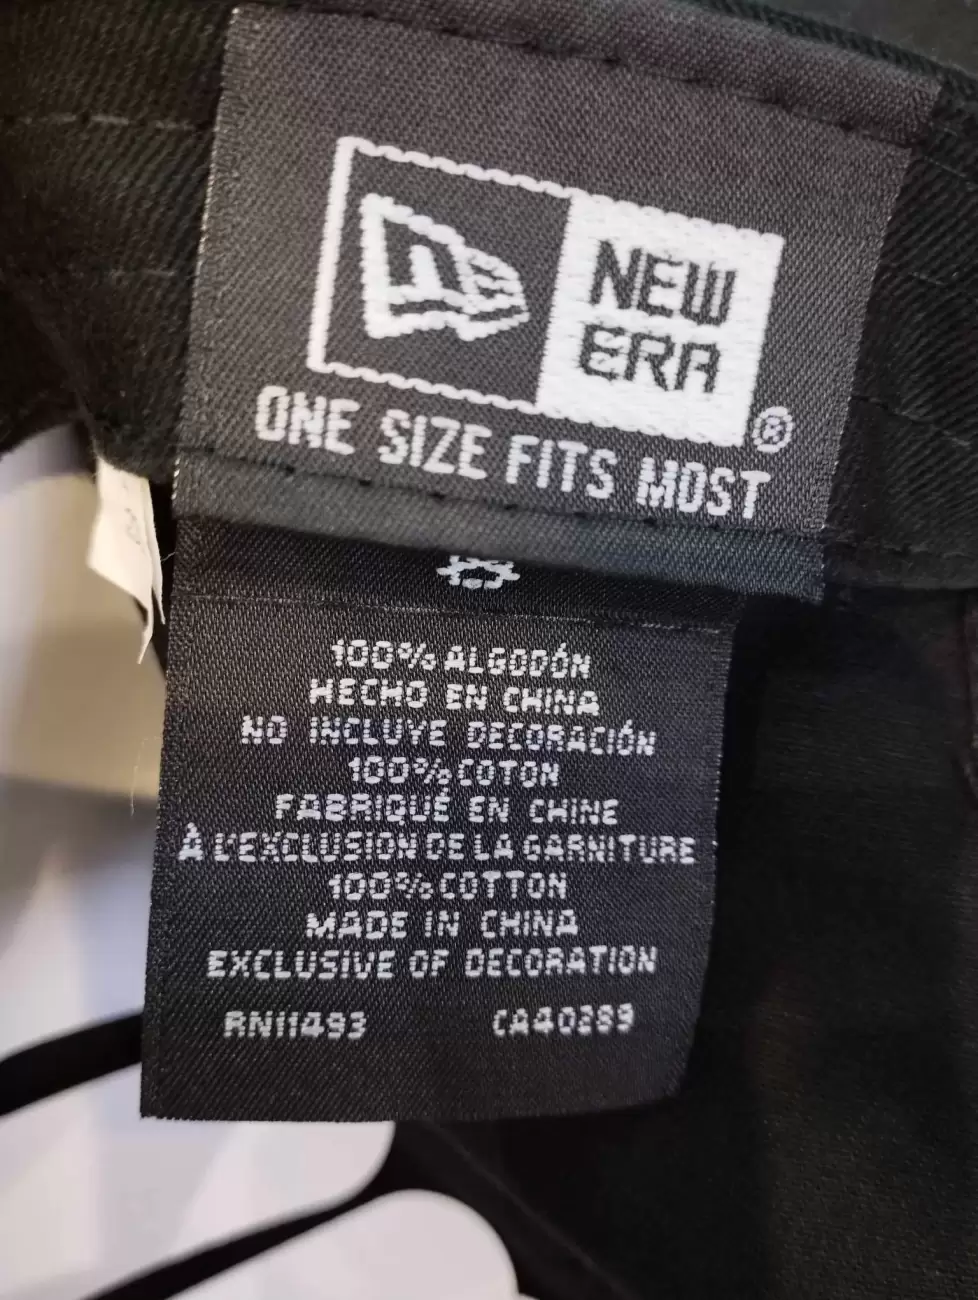 NEW
ERA
®
ONE SIZE FITS MOST
100% ALGODÓN
HECHO EN CHINA
NO INCLUYE DECORACIÓN
100% COTON
FABRIQUÉ EN CHINE
À L'EXCLUSION DE LA GARNITURE
100% COTTON
MADE IN CHINA
EXCLUSIVE OF DECORATION
RN11493 CA40289